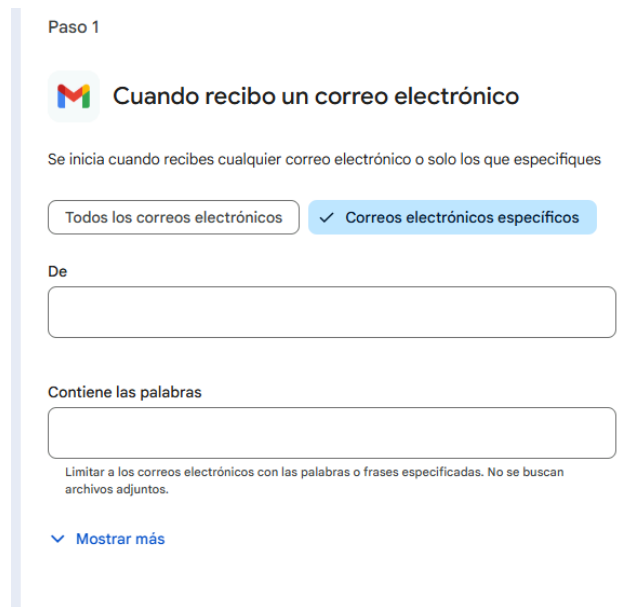 Paso 1
Cuando recibo un correo electrónico
Se inicia cuando recibes cualquier correo electrónico o solo los que especifiques
Todos los correos electrónicos
Correos electrónicos específicos
De
Contiene las palabras
Limitar a los correos electrónicos con las palabras o frases especificadas. No se buscan
archivos adjuntos.
Mostrar más